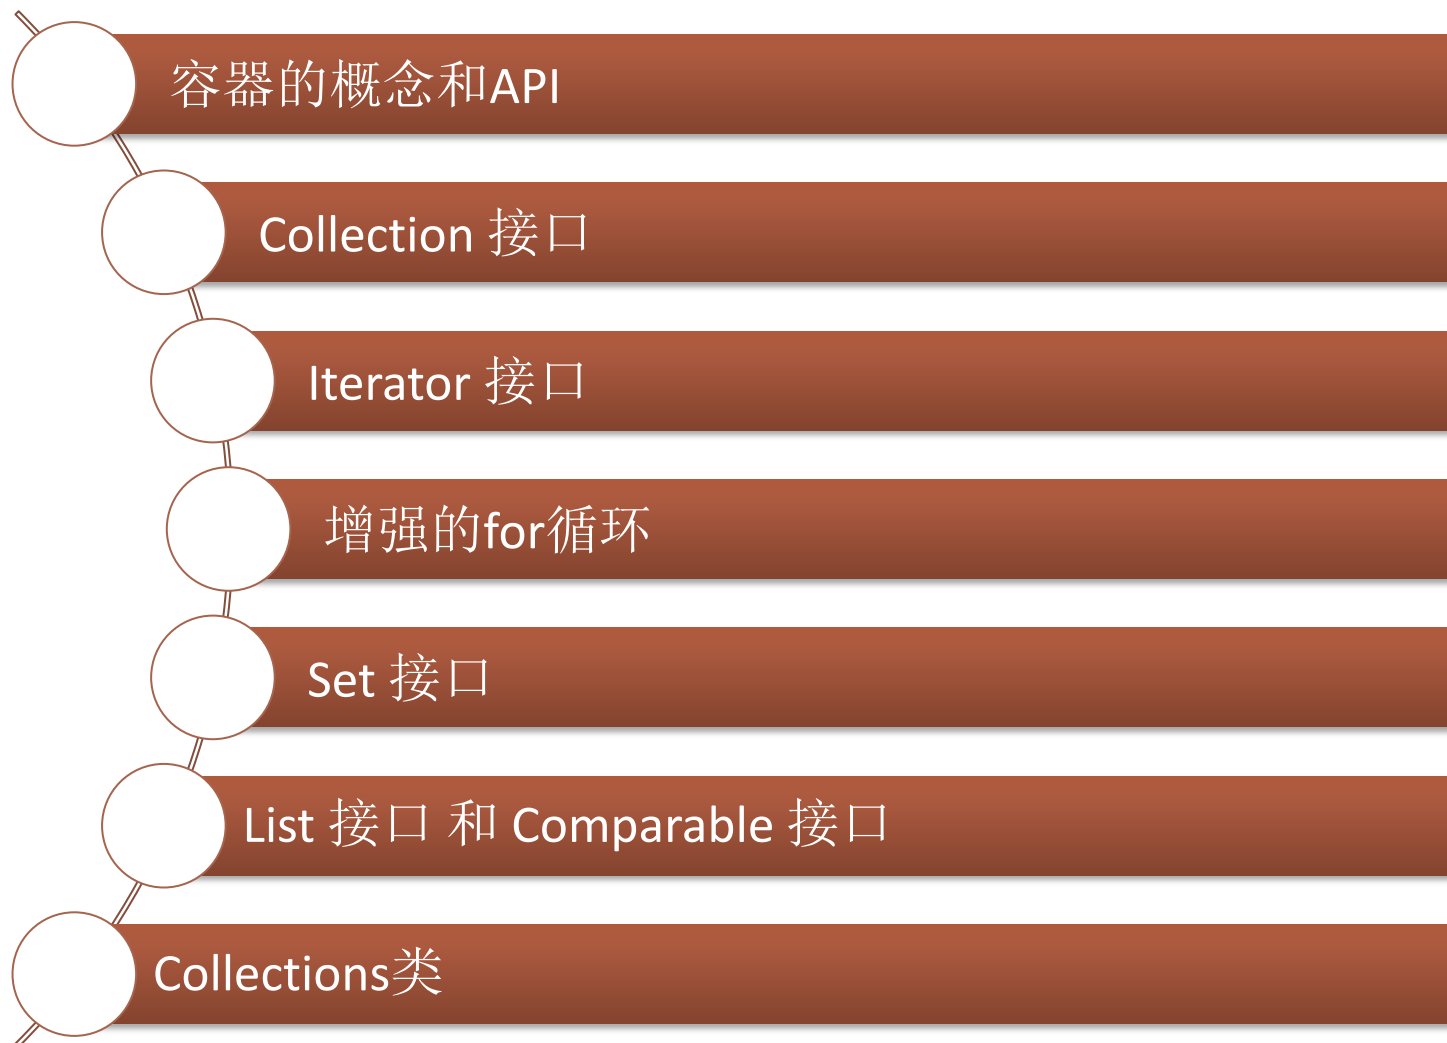 容器的概念和API
Collection 接口
Iterator 接口
增强的for循环
Set 接口
List 接口 和 Comparable 接口
Collections类